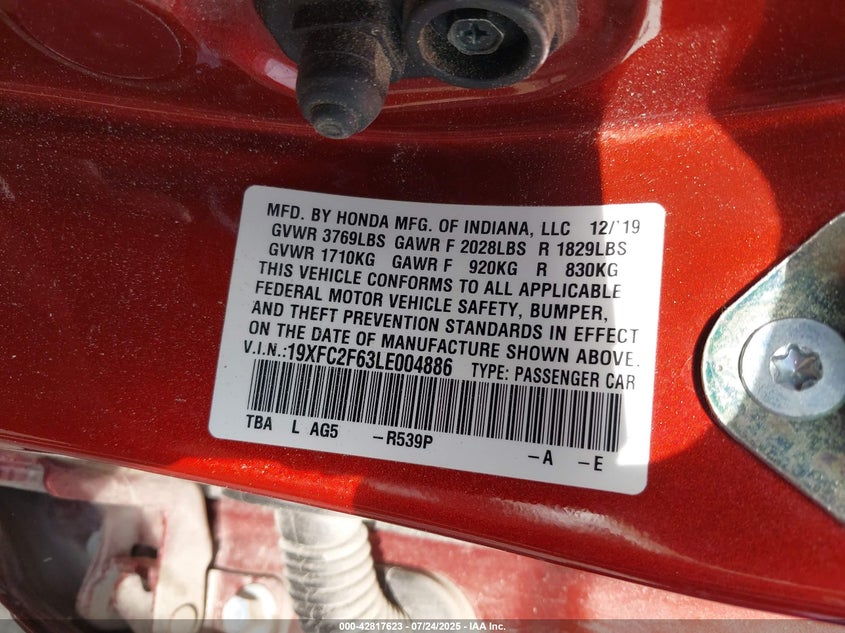 MFD. BY HONDA MFG. OF INDIANA, LLC 12/'19
GVWR 3769LBS GAWR F 2028LBS R 1829LBS
GVWR 1710KG GAWR F 920KG R 830KG
THIS VEHICLE CONFORMS TO ALL APPLICABLE
FEDERAL MOTOR VEHICLE SAFETY, BUMPER,
AND THEFT PREVENTION STANDARDS IN EFFECT
ON THE DATE OF MANUFACTURE SHOWN ABOVE.
V.I.N.:19XFC2F63LE004886 TYPE: PASSENGER CAR
TBA L AG5 -R539P -A -E
000-42817623 - 07/24/2025 - IAA Inc.